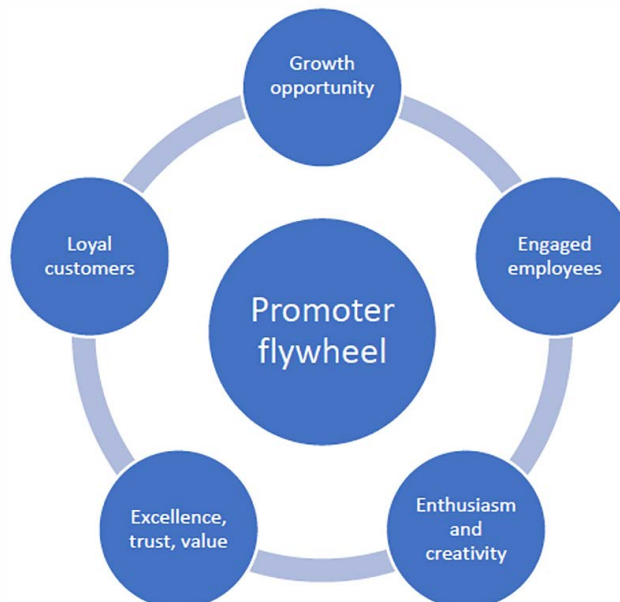 Growth
opportunity
Engaged
employees
Enthusiasm
and
creativity
Excellence,
trust, value
Loyal
customers
Promoter
flywheel